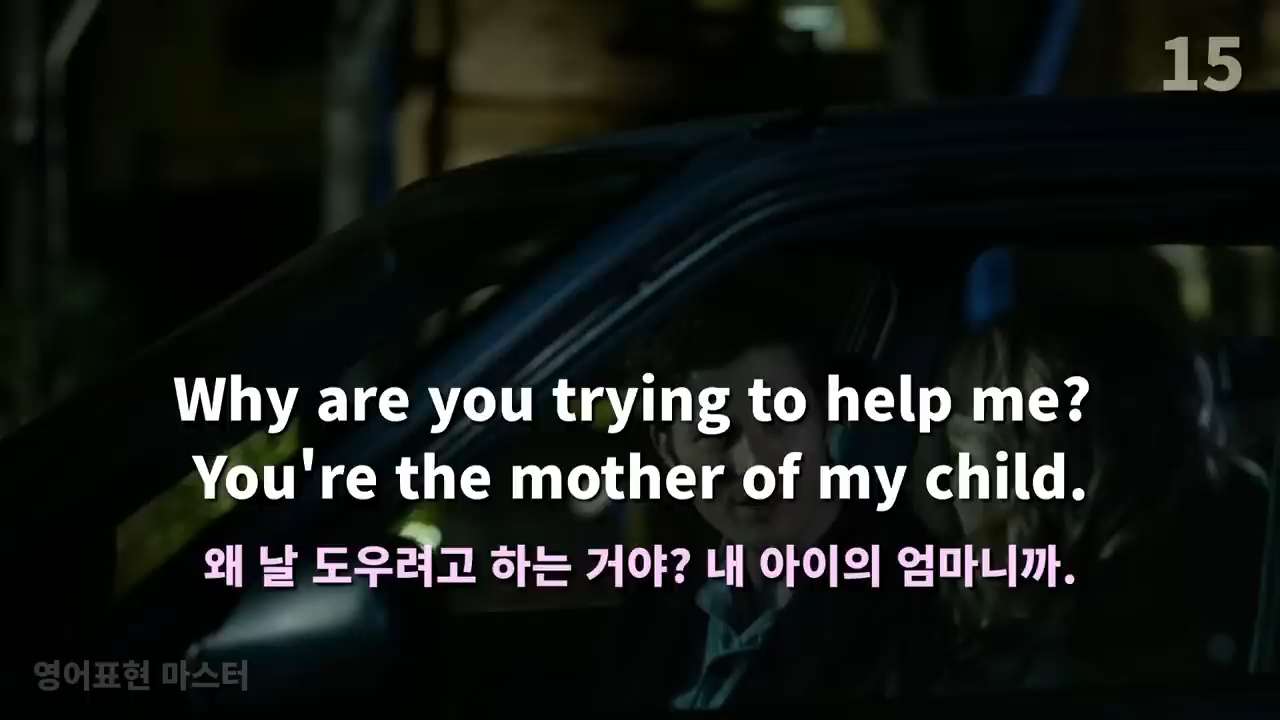 15
Why are you trying to help me?
You're the mother of my child.
왜 날 도우려고 하는 거야? 내 아이의 엄마니까.
영어표현 마스터